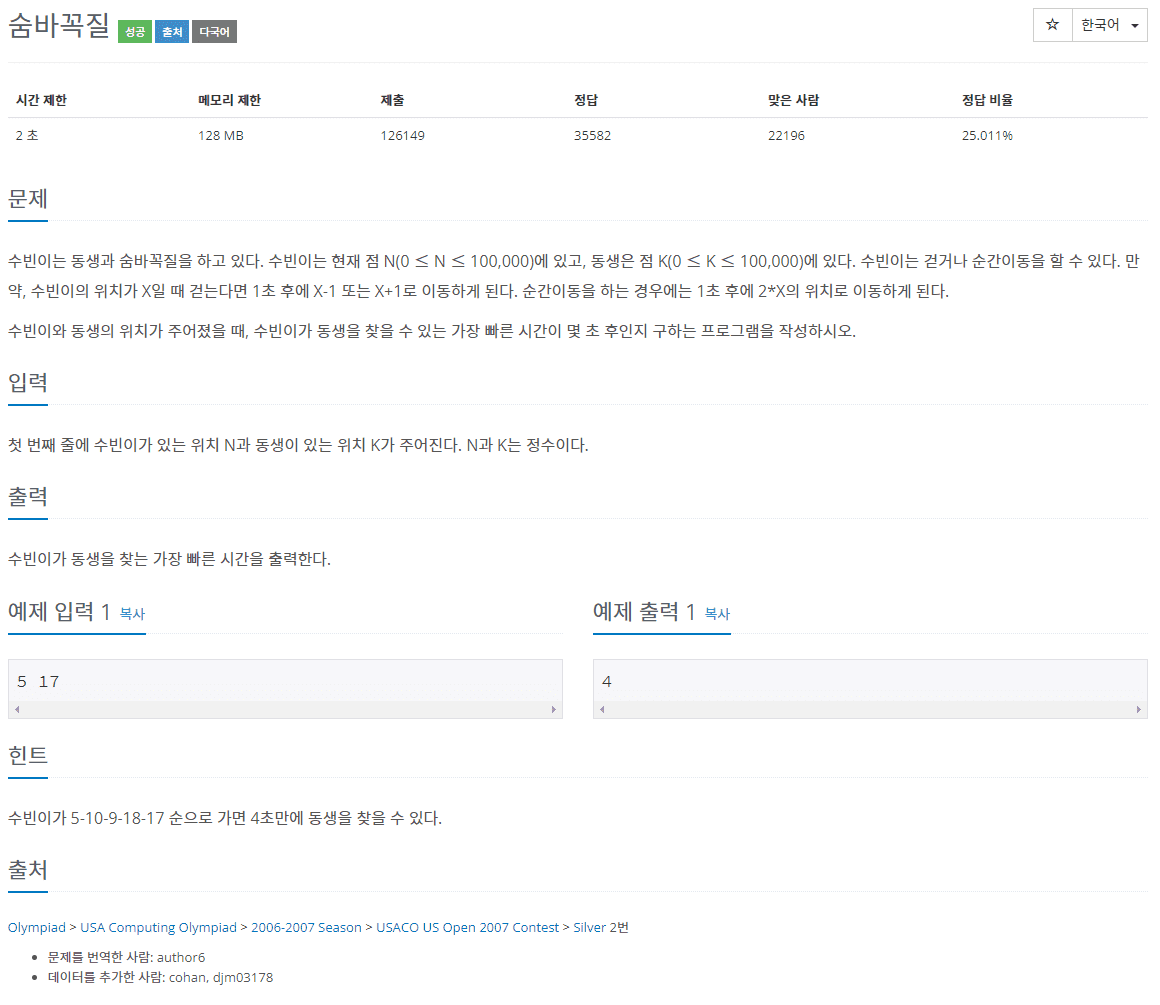 숨바꼭질 성공 출처 다국어 ☆ 한국어
시간 제한 메모리 제한 제출 정답 맞은 사람 정답 비율
2 초 128 MB 126149 35582 22196 25.011%
문제
수빈이는 동생과 숨바꼭질을 하고 있다. 수빈이는 현재 점 N(0 ≤ N ≤ 100,000)에 있고, 동생은 점 K(0 ≤ K ≤ 100,000)에 있다. 수빈이는 걷거나 순간이동을 할 수 있다. 만
약, 수빈이의 위치가 X일 때 걷는다면 1초 후에 X-1 또는 X+1로 이동하게 된다. 순간이동을 하는 경우에는 1초 후에 2*X의 위치로 이동하게 된다.
수빈이와 동생의 위치가 주어졌을 때, 수빈이가 동생을 찾을 수 있는 가장 빠른 시간이 몇 초 후인지 구하는 프로그램을 작성하시오.
입력
첫 번째 줄에 수빈이가 있는 위치 N과 동생이 있는 위치 K가 주어진다. N과 K는 정수이다.
출력
수빈이가 동생을 찾는 가장 빠른 시간을 출력한다.
예제 입력 1 복사
5 17
예제 출력 1 복사
4
힌트
수빈이가 5-10-9-18-17 순으로 가면 4초만에 동생을 찾을 수 있다.
출처
Olympiad > USA Computing Olympiad > 2006-2007 Season > USACO US Open 2007 Contest > Silver 2번
• 문제를 번역한 사람: author6
• 데이터를 추가한 사람: cohan, djm03178